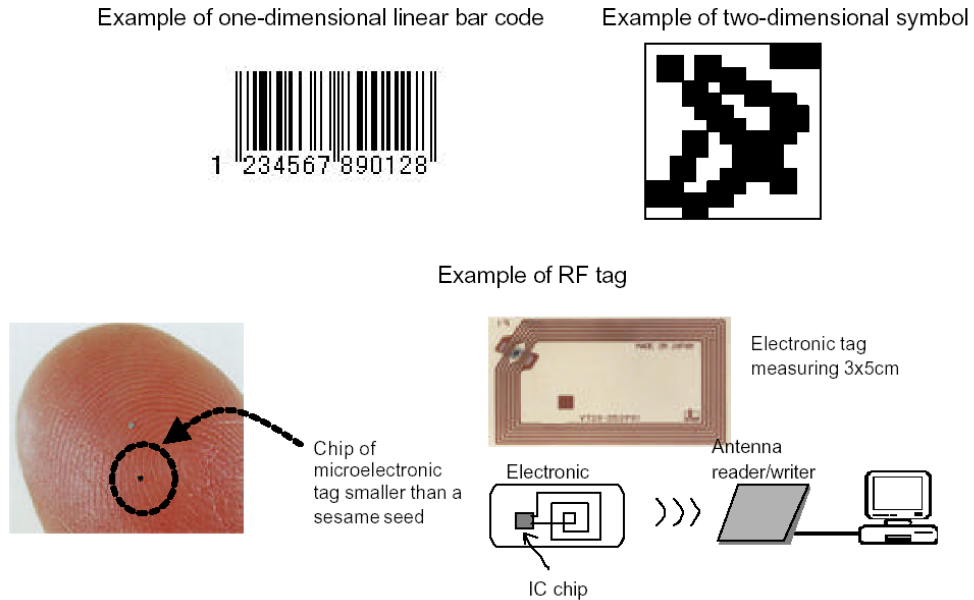 Example of one-dimensional linear bar code
Example of two-dimensional symbol
1 234567 890128
Example of RF tag
MADE IN JAPAN
Electronic tag
measuring 3x5cm
Chip of
microelectronic
tag smaller than a
sesame seed
Electronic
Antenna
reader/writer
IC chip